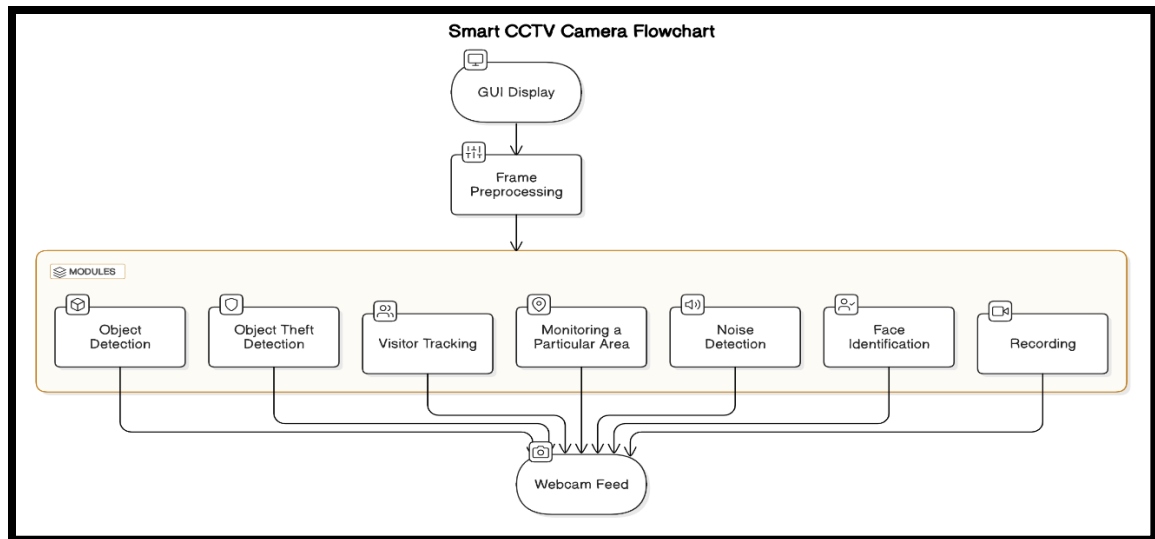 Smart CCTV Camera Flowchart
GUI Display
Frame
Preprocessing
MODULES
Object
Detection
Object Theft
Detection
Visitor Tracking
Monitoring a
Particular Area
Noise
Detection
Face
Identification
Recording
Webcam Feed